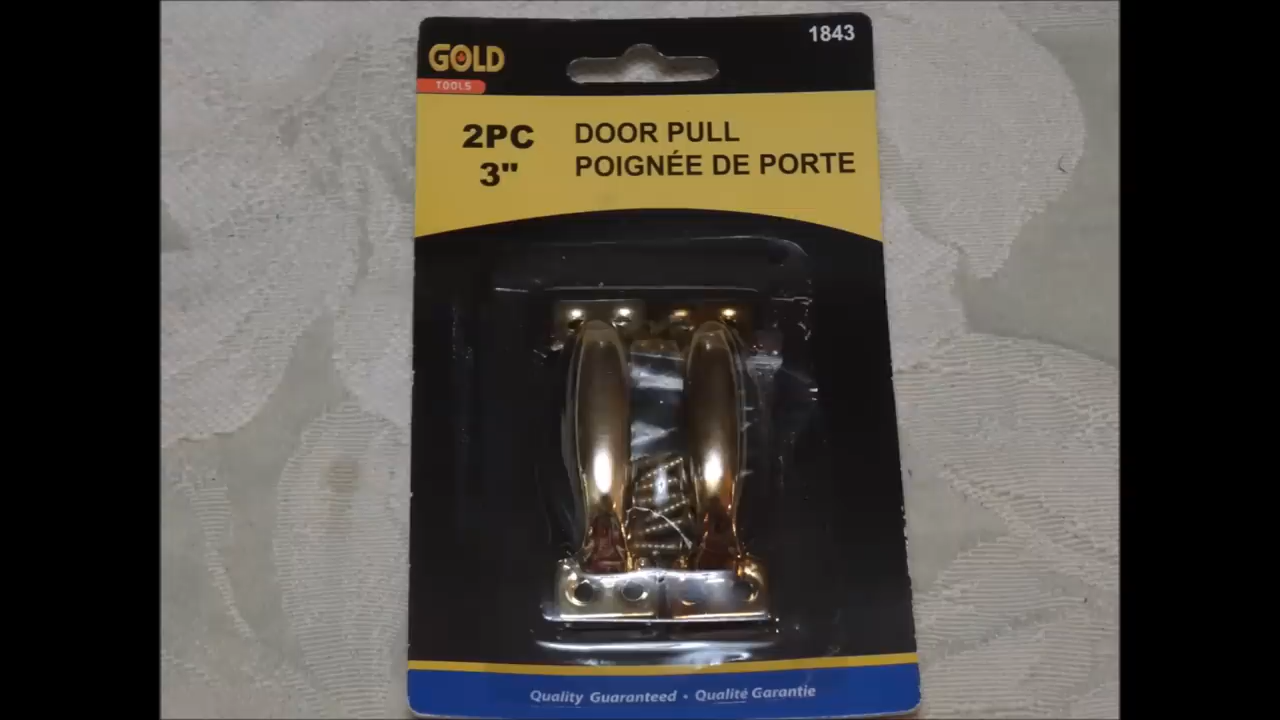 1843
GOLD
TOOLS
2PC
3"
DOOR PULL
POIGNÉE DE PORTE
Quality Guaranteed • Qualité Garantie